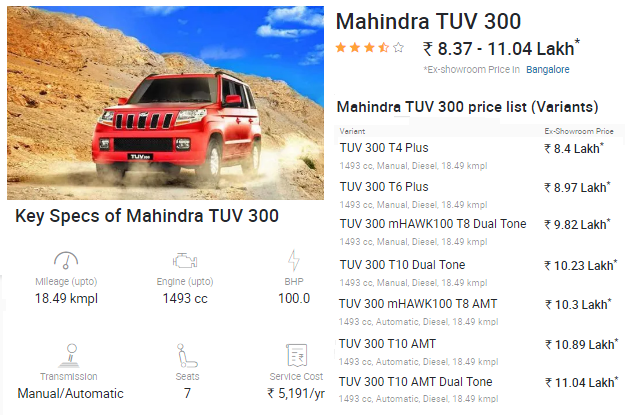 TUV300
Key Specs of Mahindra TUV 300
Mileage (upto)
18.49 kmpl
Engine (upto)
1493 cc
BHP
100.0
Transmission
Manual/Automatic
Seats
7
Service Cost
₹ 5,191/yr
Mahindra TUV 300
₹ 8.37 - 11.04 Lakh*
*Ex-showroom Price in Bangalore
Mahindra TUV 300 price list (Variants)
Variant Ex-Showroom Price
TUV 300 T4 Plus ₹ 8.4 Lakh*
1493 cc, Manual, Diesel, 18.49 kmpl
TUV 300 T6 Plus ₹ 8.97 Lakh*
1493 cc, Manual, Diesel, 18.49 kmpl
TUV 300 mHAWK100 T8 Dual Tone ₹ 9.82 Lakh*
1493 cc, Manual, Diesel, 18.49 kmpl
TUV 300 T10 Dual Tone ₹ 10.23 Lakh*
1493 cc, Manual, Diesel, 18.49 kmpl
TUV 300 mHAWK100 T8 AMT ₹ 10.3 Lakh*
1493 cc, Automatic, Diesel, 18.49 kmpl
TUV 300 T10 AMT ₹ 10.89 Lakh*
1493 cc, Automatic, Diesel, 18.49 kmpl
TUV 300 T10 AMT Dual Tone ₹ 11.04 Lakh*
1493 cc, Automatic, Diesel, 18.49 kmpl